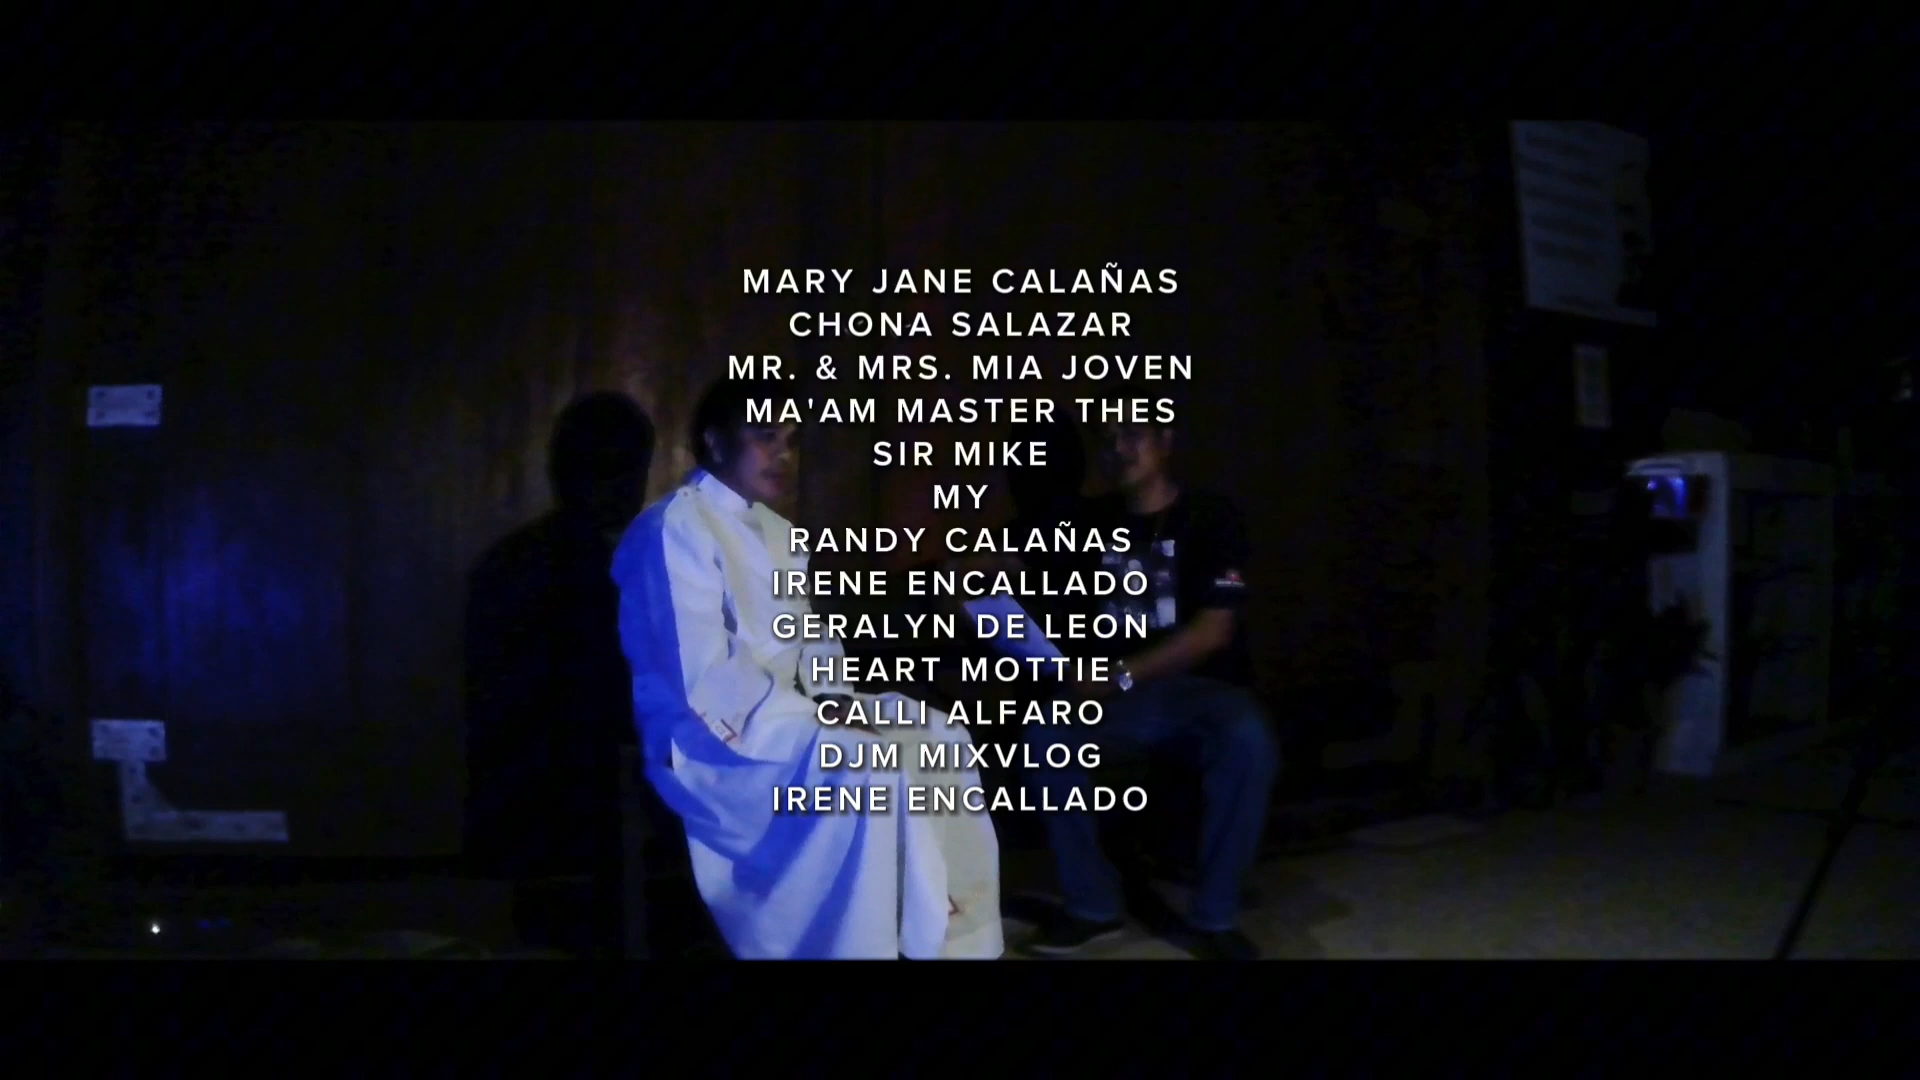 MARY JANE CALAÑAS
CHONA SALAZAR
MR. & MRS. MIA JOVEN
MA'AM MASTER THES
SIR MIKE
MY
RANDY CALAÑAS
IRENE ENCALLADO
GERALYN DE LEON
HEART MOTTIE
CALLI ALFARO
DJM MIXVLOG
IRENE ENCALLADO